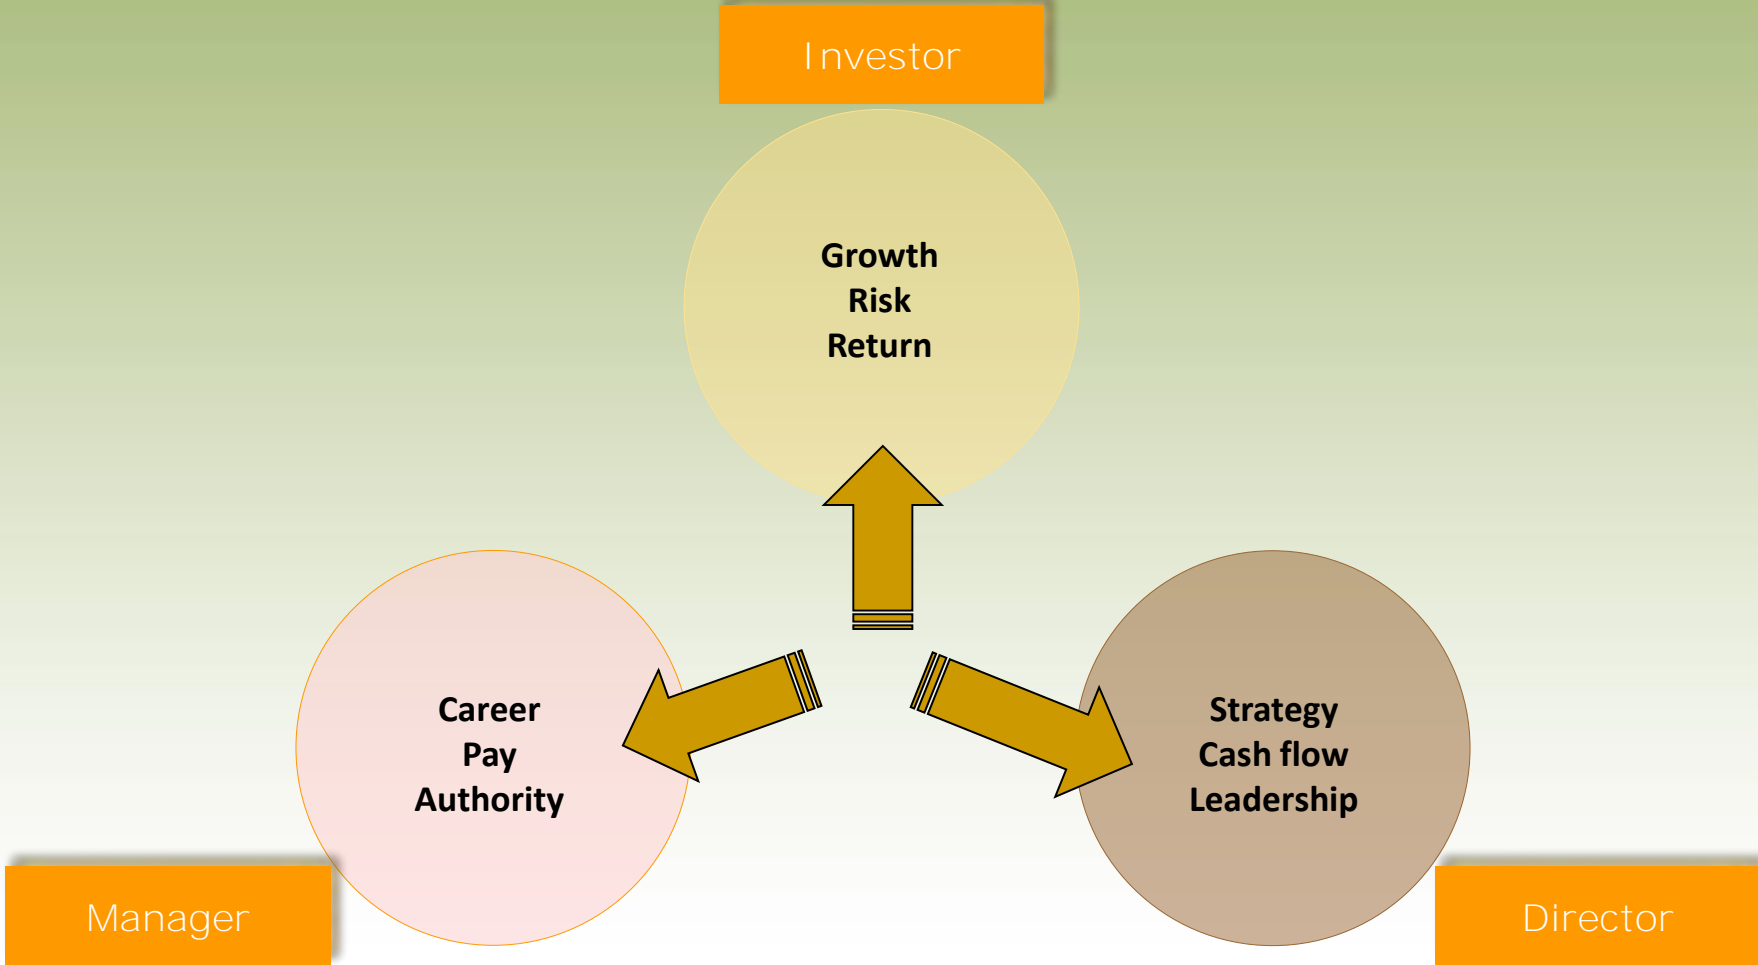 Investor
Growth
Risk
Return
Career
Pay
Authority
Strategy
Cash flow
Leadership
Manager
Director